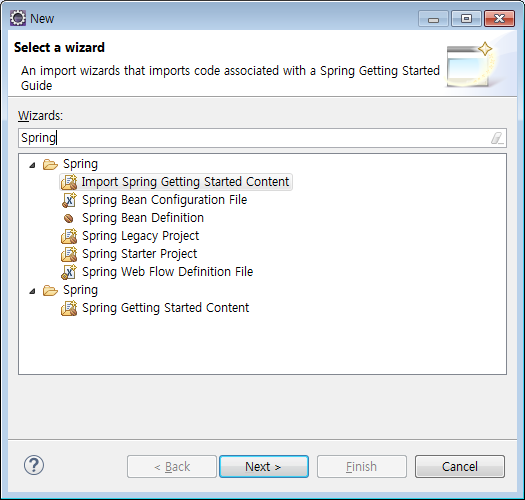 New
Select a wizard
An import wizards that imports code associated with a Spring Getting Started
Guide
Wizards:
Spring
Spring
Import Spring Getting Started Content
Spring Bean Configuration File
Spring Bean Definition
Spring Legacy Project
Spring Starter Project
Spring Web Flow Definition File
Spring
Spring Getting Started Content
? < Back Next > Finish Cancel